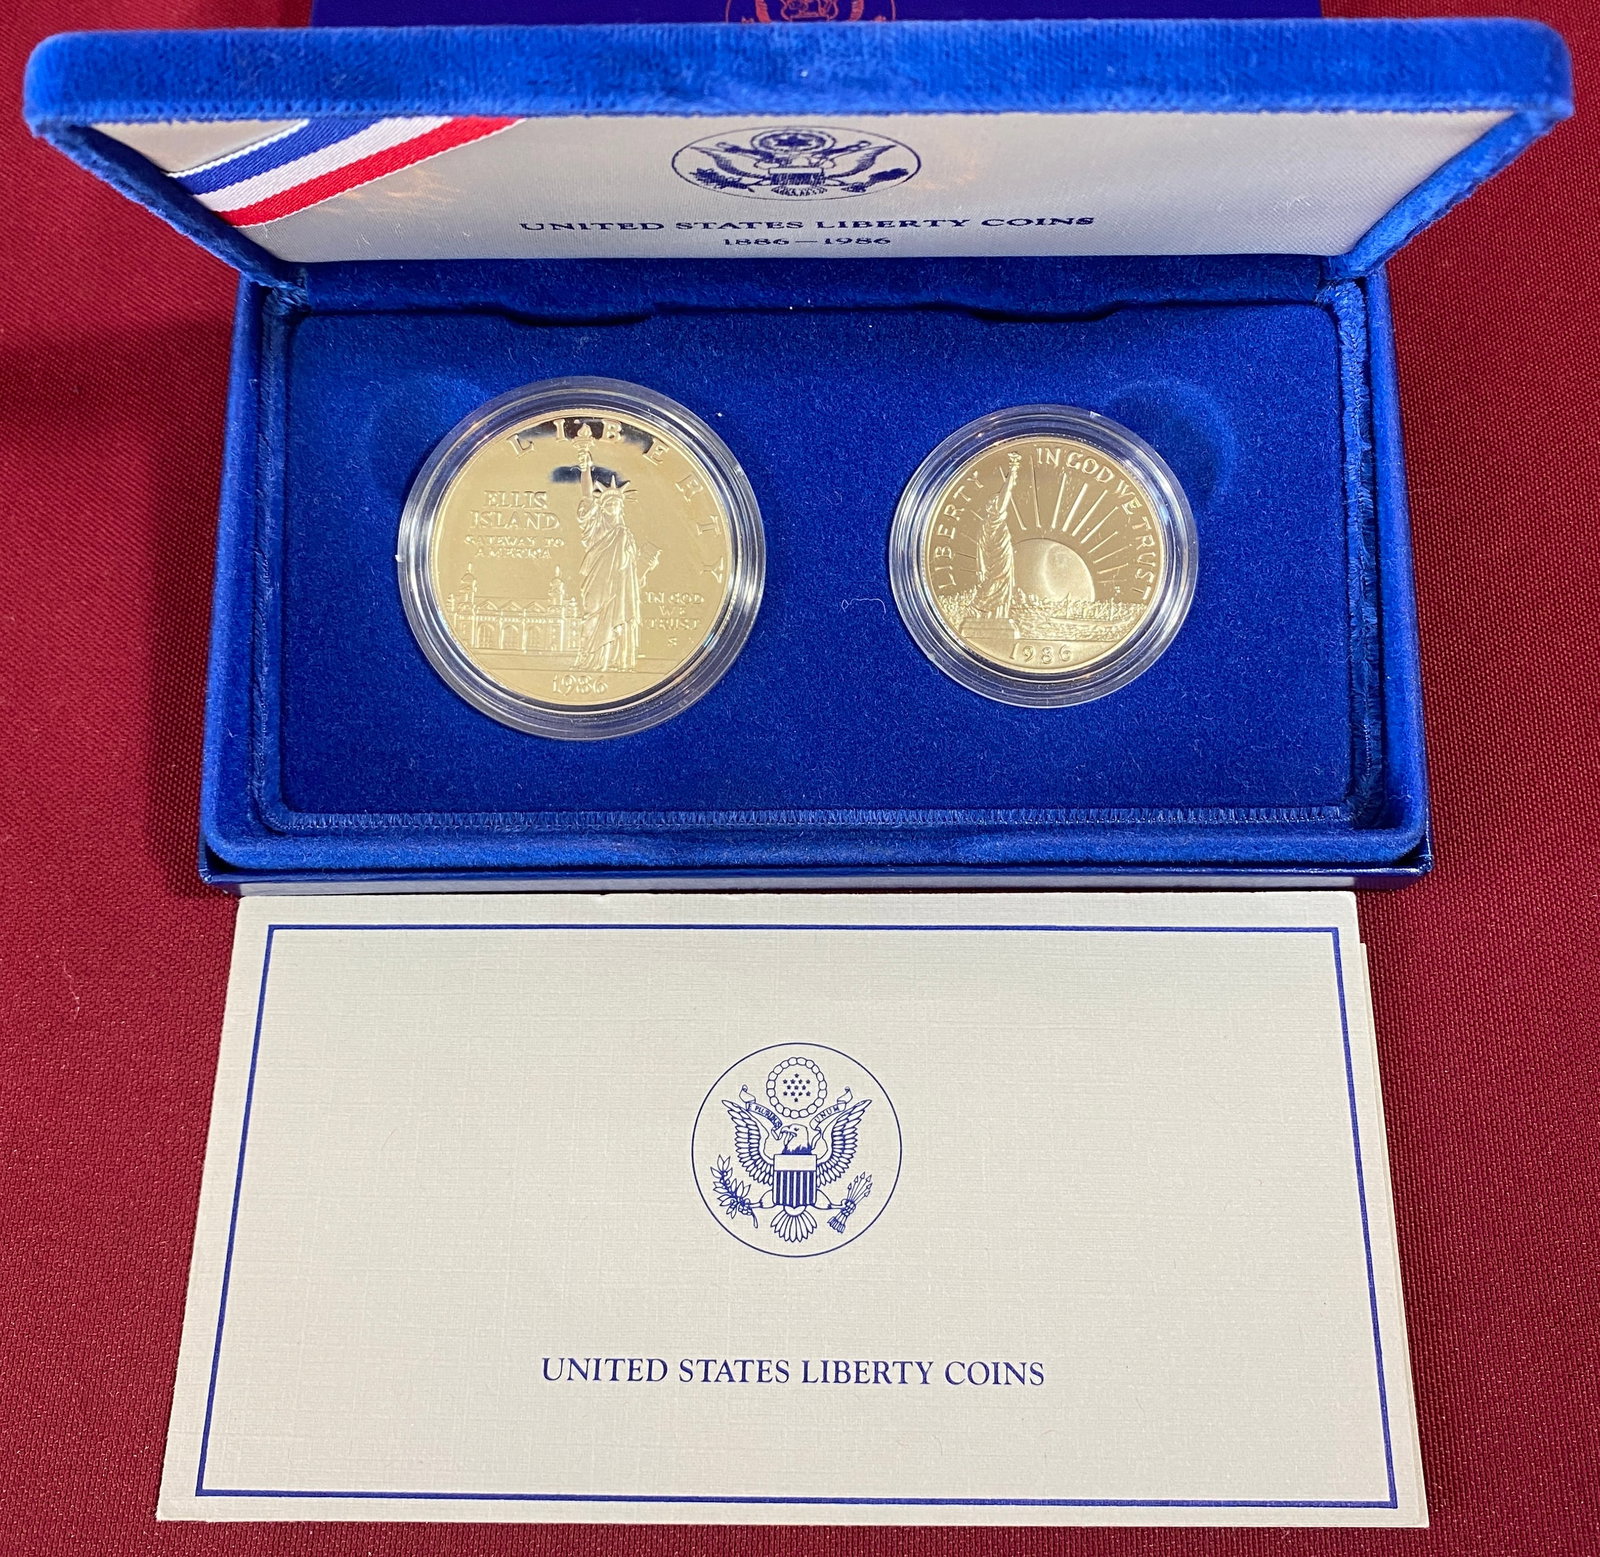 UNITED STATES LIBERTY COINS
1886–1986
LIBERTY
ELLIS
ISLAND
GATEWAY TO
AMERICA
IN GOD
WE
TRUST
S
1986
LIBERTY
IN GOD WE TRUST
1986
UNUM
UNITED STATES LIBERTY COINS